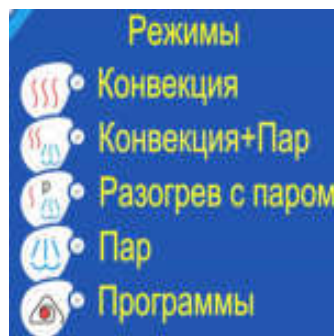 Режимы
Конвекция
Конвекция+Пар
P
Разогрев с паром
Пар
Программы